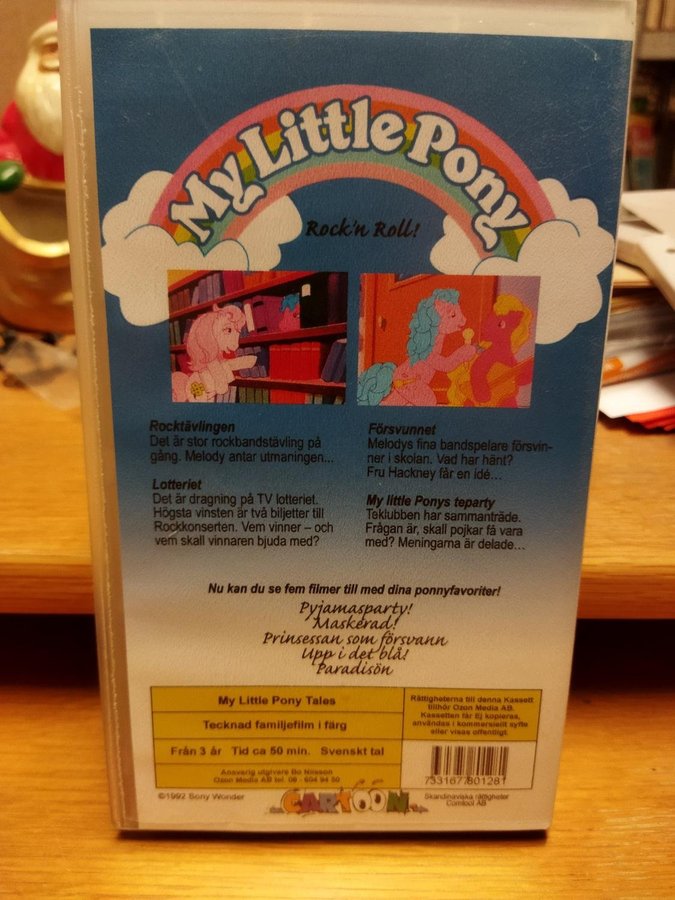 My Little Pony
Rock'n Roll!
Rocktävlingen
Det är stor rockbandstävling på
gång. Melody antar utmaningen...
Lotteriet
Det är dragning på TV lotteriet.
Högsta vinsten är två biljetter till
Rockkonserten. Vem vinner – och
vem skall vinnaren bjuda med?
Försvunnet
Melodys fina bandspelare försvin-
ner i skolan. Vad har hänt?
Fru Hackney får en idé...
My little Ponys teparty
Teklubben har sammanträde.
Frågan är, skall pojkar få vara
med? Meningarna är delade...
Nu kan du se fem filmer till med dina ponnyfavoriter!
Pyjamasparty!
Maskerad!
Prinsessan som försvann
Upp i det blå!
Paradisön
My Little Pony Tales
Tecknad familjefilm i färg
Från 3 år Tid ca 50 min. Svenskt tal
Ansvarig utgivare Bo Nilsson
Ozon Media AB tel. 08 - 604 94 50
Rättigheterna till denna Kassett
tillhör Ozon Media AB.
Kassetten får Ej kopieras,
användas i kommersiellt syfte
eller visas offentligt.
7331677801281
©1992 Sony Wonder
CARTOON
Skandinaviska rättigheter
Comtool AB